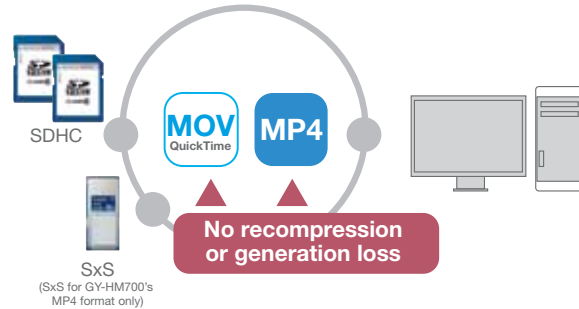 SDHC
MOV
QuickTime
MP4
No recompression
or generation loss
SxS
(SxS for GY-HM700's
MP4 format only)